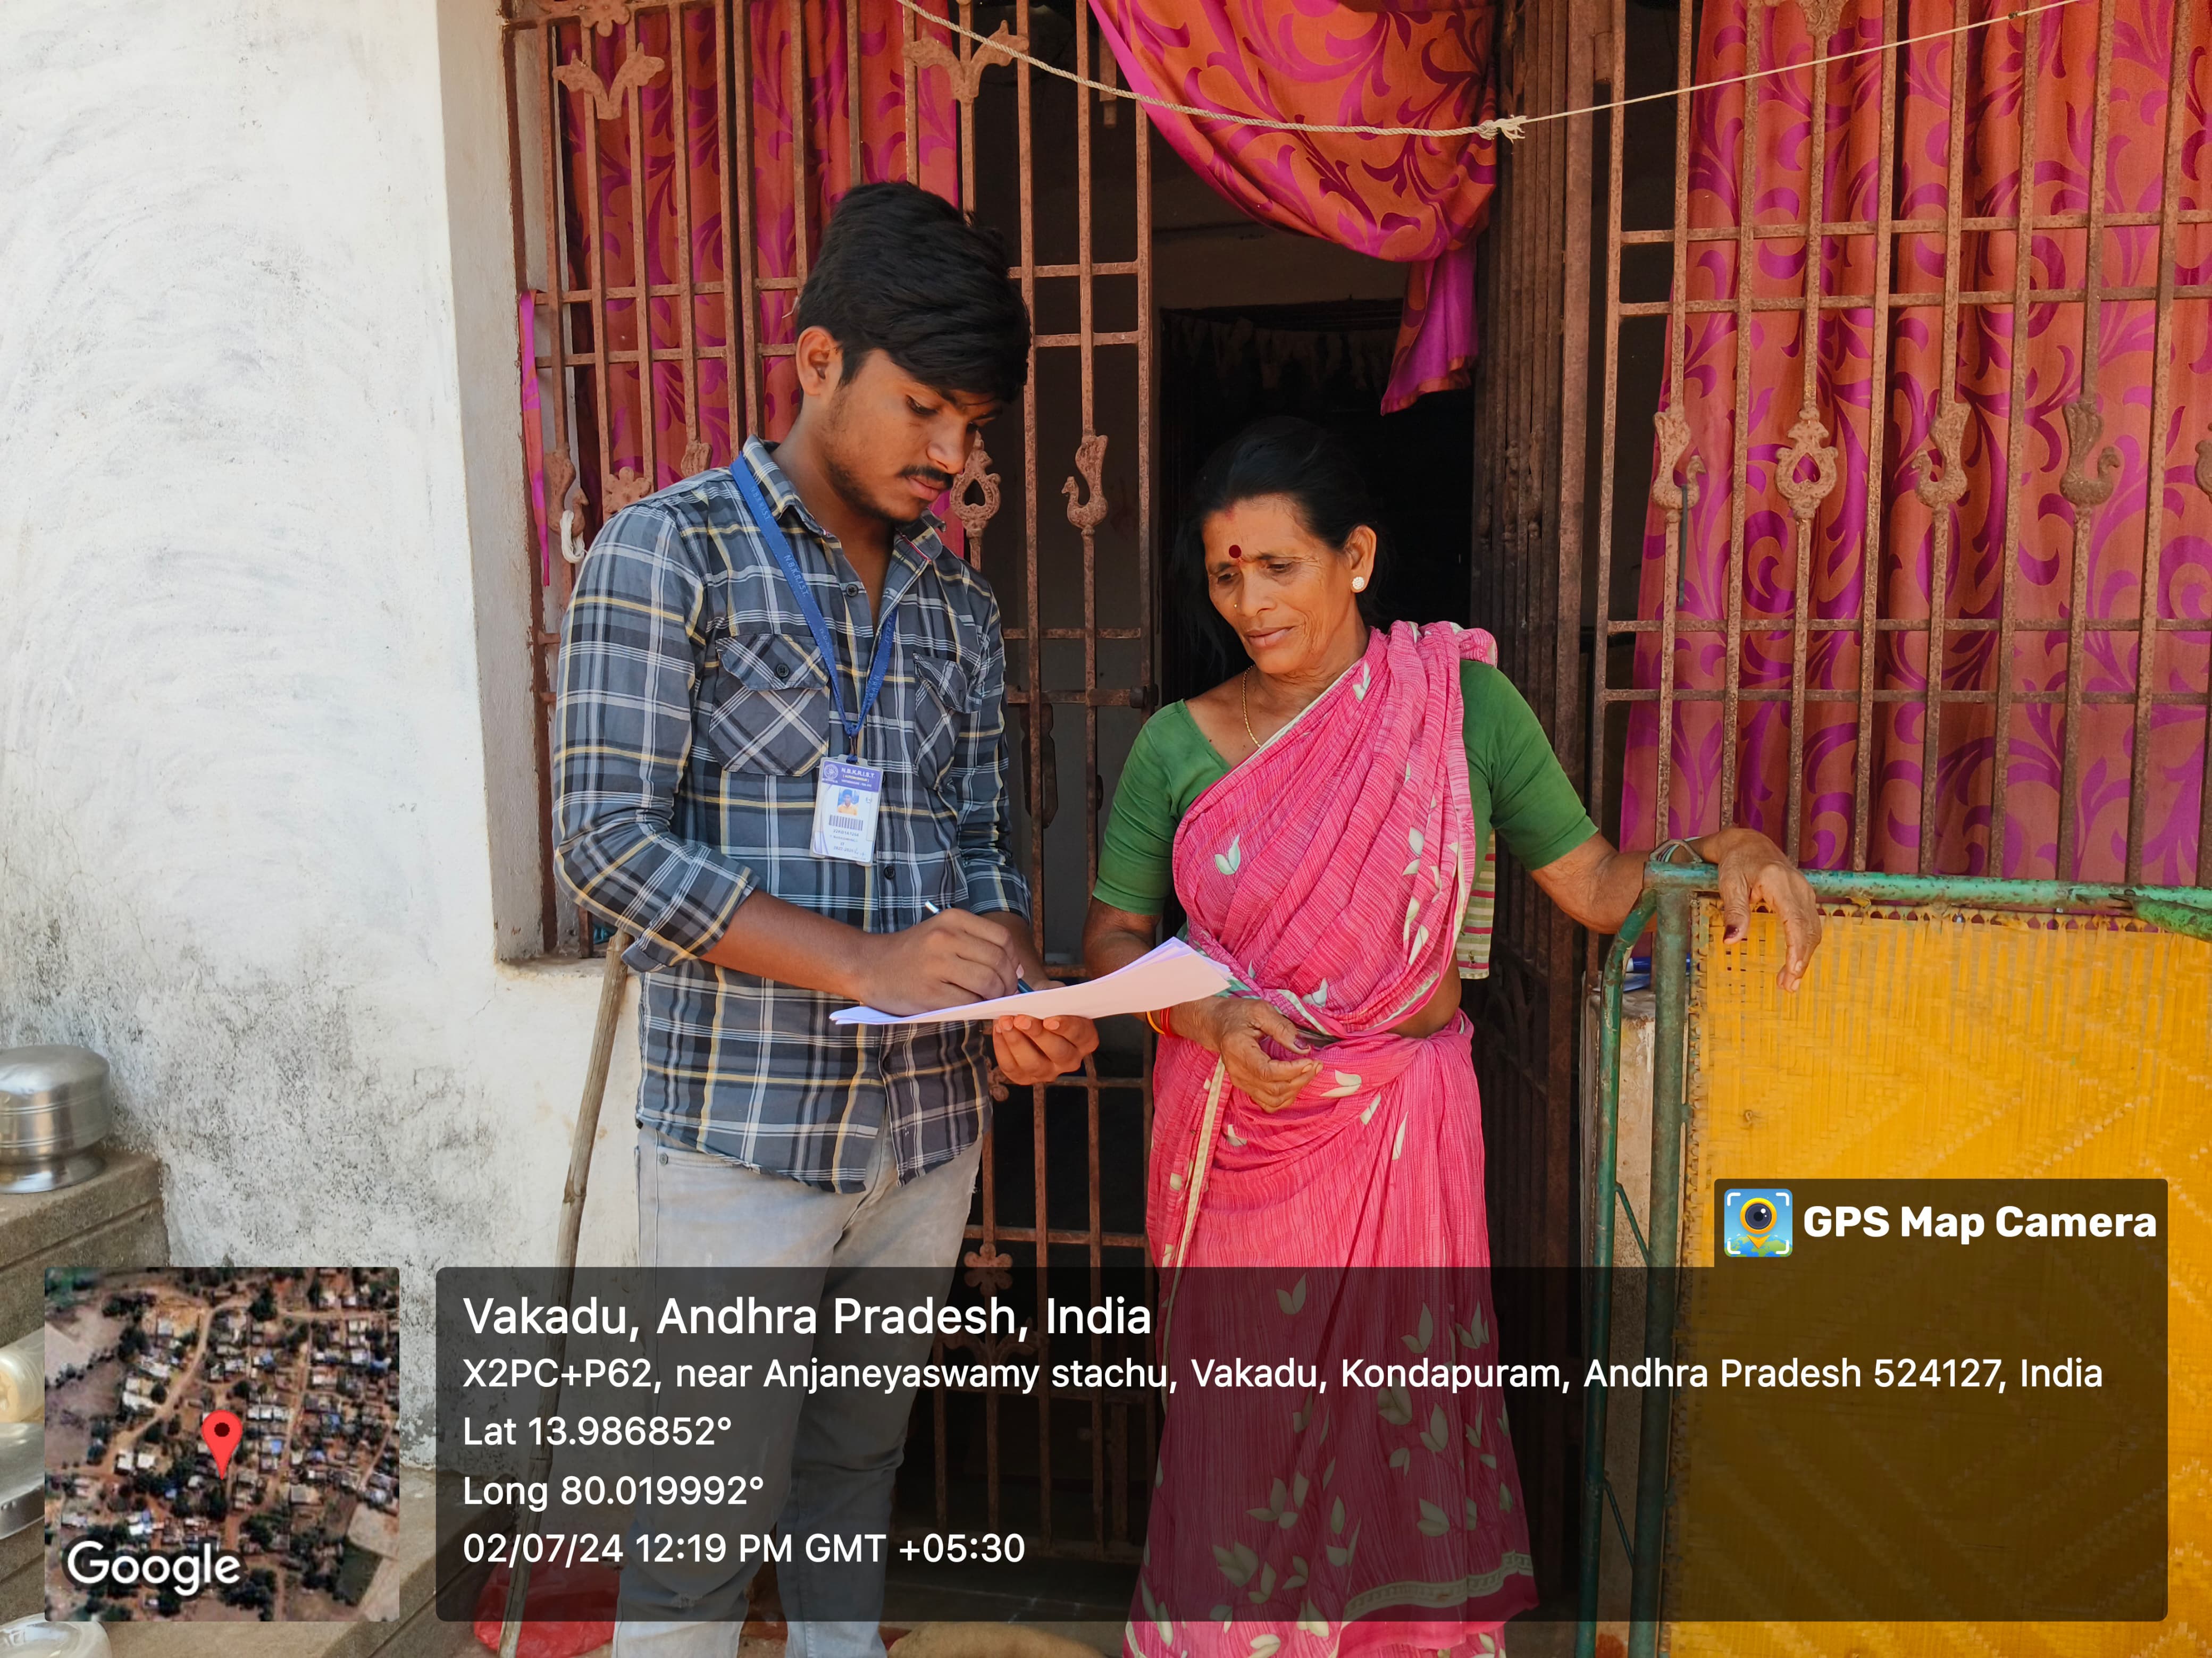 N.B.K.R.I.S.T
N.B.K.R.I.S.T
GPS Map Camera
Vakadu, Andhra Pradesh, India
X2PC+P62, near Anjaneyaswamy stachu, Vakadu, Kondapuram, Andhra Pradesh 524127, India
Lat 13.986852°
Long 80.019992°
02/07/24 12:19 PM GMT +05:30
Google